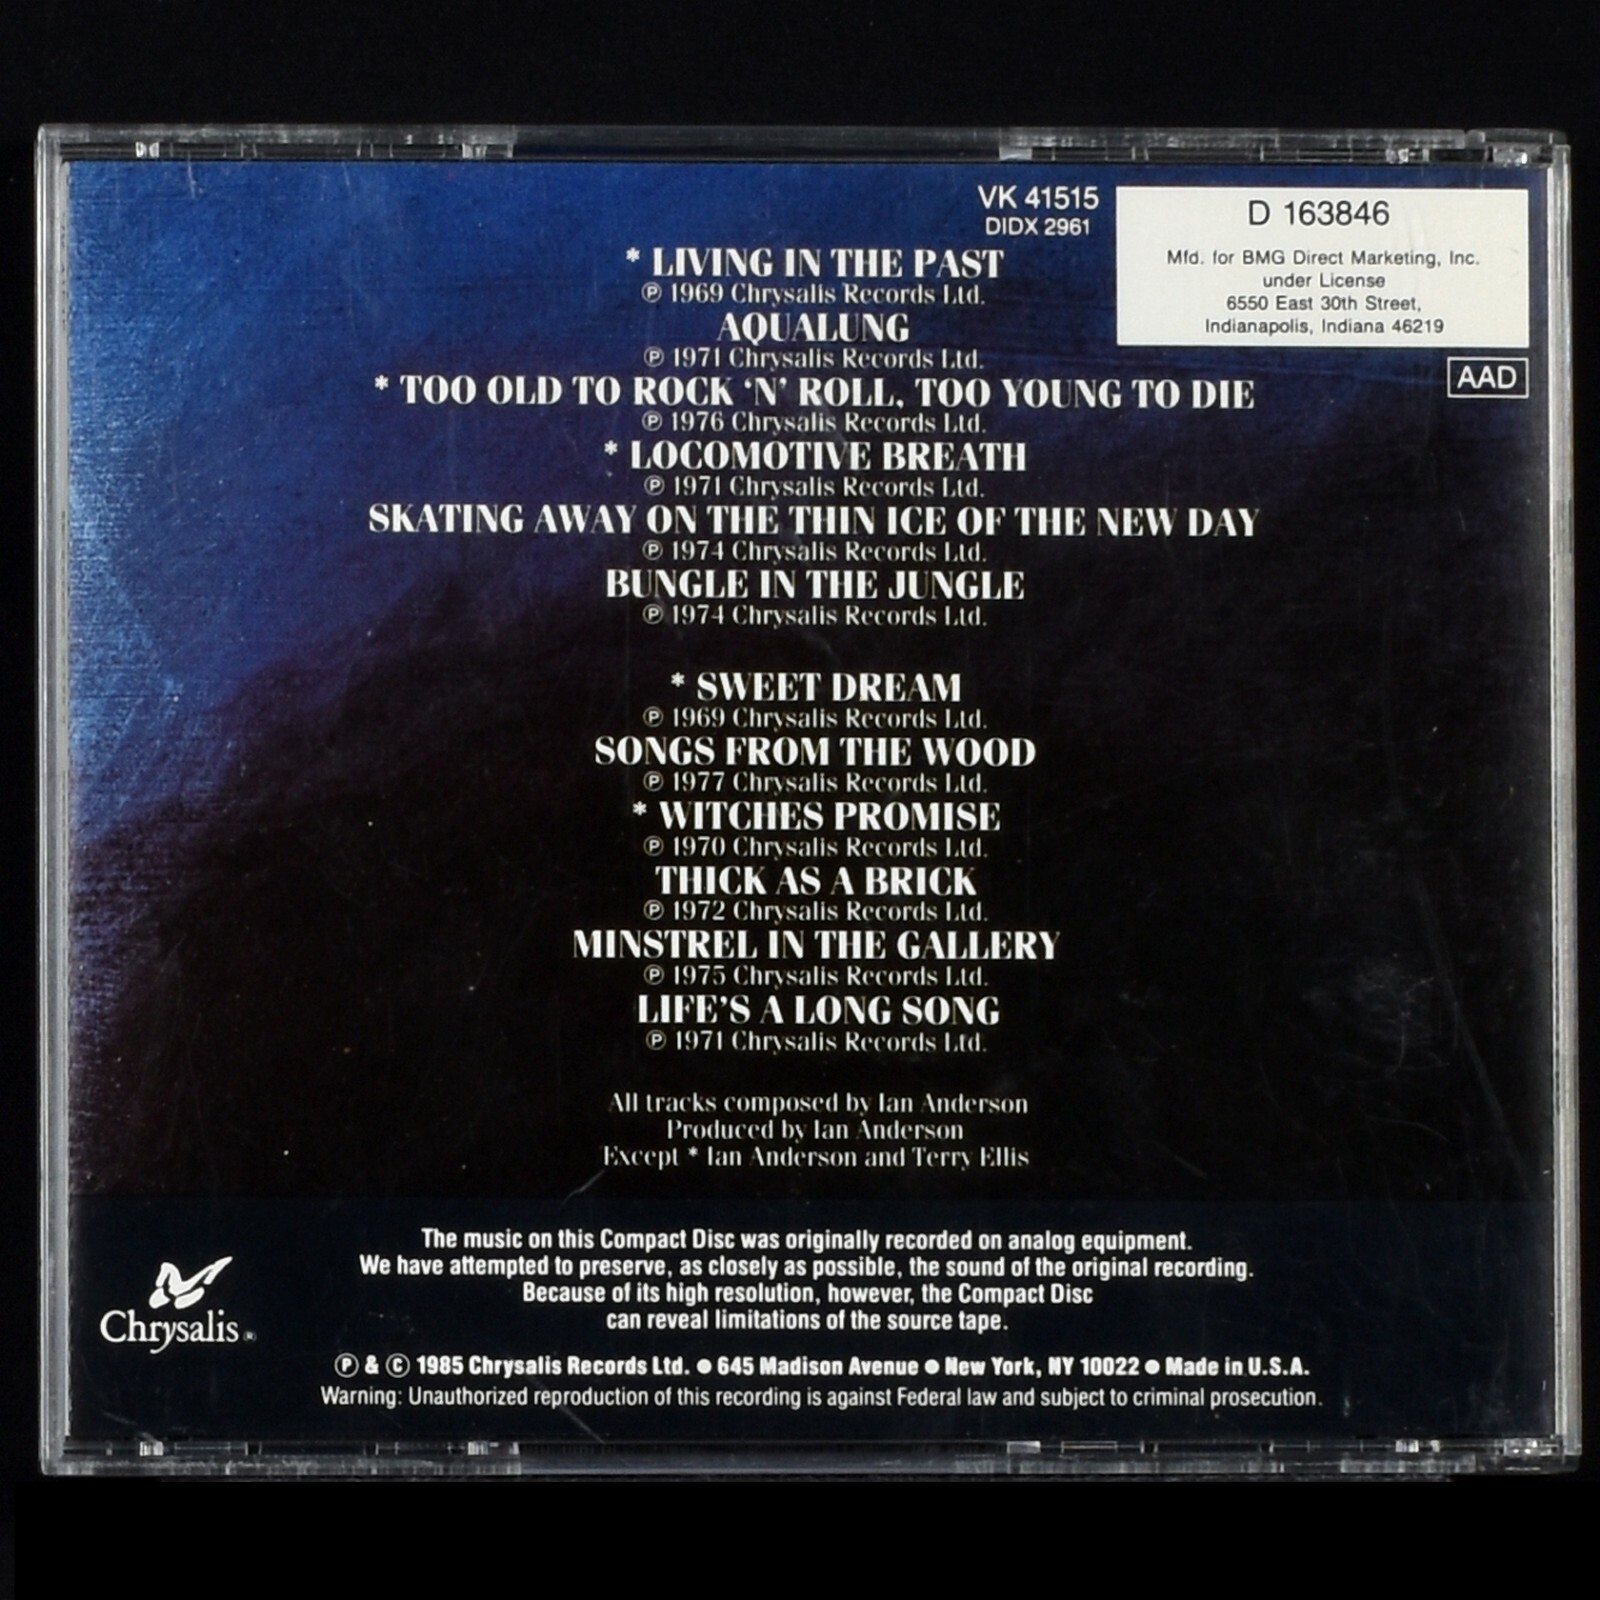 VK 41515
DIDX 2961
D 163846
Mfd. for BMG Direct Marketing, Inc.
under License
6550 East 30th Street,
Indianapolis, Indiana 46219
AAD
* LIVING IN THE PAST
℗ 1969 Chrysalis Records Ltd.
AQUALUNG
℗ 1971 Chrysalis Records Ltd.
* TOO OLD TO ROCK ‘N’ ROLL, TOO YOUNG TO DIE
℗ 1976 Chrysalis Records Ltd.
* LOCOMOTIVE BREATH
℗ 1971 Chrysalis Records Ltd.
SKATING AWAY ON THE THIN ICE OF THE NEW DAY
℗ 1974 Chrysalis Records Ltd.
BUNGLE IN THE JUNGLE
℗ 1974 Chrysalis Records Ltd.
* SWEET DREAM
℗ 1969 Chrysalis Records Ltd.
SONGS FROM THE WOOD
℗ 1977 Chrysalis Records Ltd.
* WITCHES PROMISE
℗ 1970 Chrysalis Records Ltd.
THICK AS A BRICK
℗ 1972 Chrysalis Records Ltd.
MINSTREL IN THE GALLERY
℗ 1975 Chrysalis Records Ltd.
LIFE’S A LONG SONG
℗ 1971 Chrysalis Records Ltd.
All tracks composed by Ian Anderson
Produced by Ian Anderson
Except * Ian Anderson and Terry Ellis
The music on this Compact Disc was originally recorded on analog equipment.
We have attempted to preserve, as closely as possible, the sound of the original recording.
Because of its high resolution, however, the Compact Disc
can reveal limitations of the source tape.
Chrysalis®
℗ & © 1985 Chrysalis Records Ltd. ● 645 Madison Avenue ● New York, NY 10022 ● Made in U.S.A.
Warning: Unauthorized reproduction of this recording is against Federal law and subject to criminal prosecution.